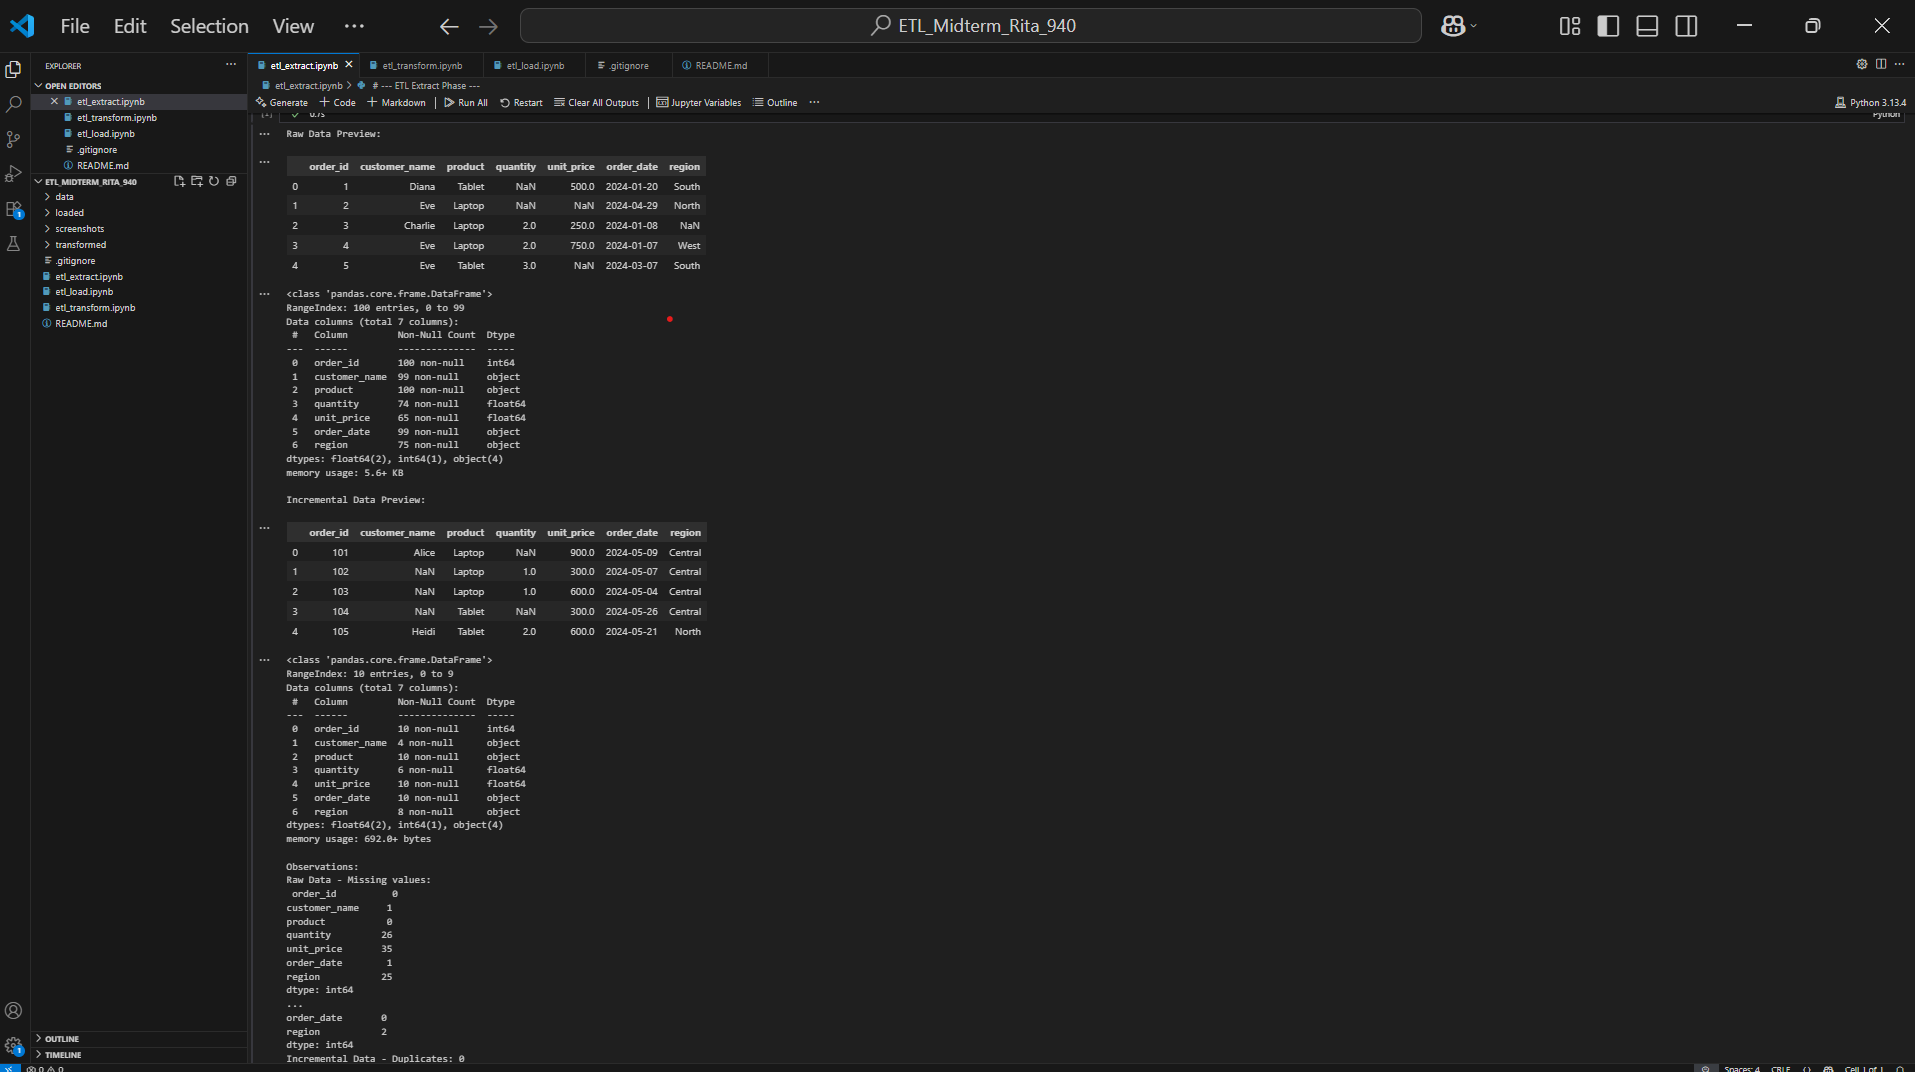 File Edit Selection View ··· ETL_Midterm_Rita_940
EXPLORER ···
OPEN EDITORS
etl_extract.ipynb
etl_transform.ipynb
etl_load.ipynb
.gitignore
README.md
ETL_MIDTERM_RITA_940
data
loaded
screenshots
transformed
.gitignore
etl_extract.ipynb
etl_load.ipynb
etl_transform.ipynb
README.md
OUTLINE
TIMELINE
etl_extract.ipynb etl_transform.ipynb etl_load.ipynb .gitignore README.md
etl_extract.ipynb > # --- ETL Extract Phase ---
Generate + Code + Markdown Run All Restart Clear All Outputs Jupyter Variables Outline ··· Python 3.13.4
[1] 0.7s Python
Raw Data Preview:
order_id customer_name product quantity unit_price order_date region
0 1 Diana Tablet NaN 500.0 2024-01-20 South
1 2 Eve Laptop NaN NaN 2024-04-29 North
2 3 Charlie Laptop 2.0 250.0 2024-01-08 NaN
3 4 Eve Laptop 2.0 750.0 2024-01-07 West
4 5 Eve Tablet 3.0 NaN 2024-03-07 South
<class 'pandas.core.frame.DataFrame'>
RangeIndex: 100 entries, 0 to 99
Data columns (total 7 columns):
# Column Non-Null Count Dtype
--- ------ -------------- -----
0 order_id 100 non-null int64
1 customer_name 99 non-null object
2 product 100 non-null object
3 quantity 74 non-null float64
4 unit_price 65 non-null float64
5 order_date 99 non-null object
6 region 75 non-null object
dtypes: float64(2), int64(1), object(4)
memory usage: 5.6+ KB
Incremental Data Preview:
order_id customer_name product quantity unit_price order_date region
0 101 Alice Laptop NaN 900.0 2024-05-09 Central
1 102 NaN Laptop 1.0 300.0 2024-05-07 Central
2 103 NaN Laptop 1.0 600.0 2024-05-04 Central
3 104 NaN Tablet NaN 300.0 2024-05-26 Central
4 105 Heidi Tablet 2.0 600.0 2024-05-21 North
<class 'pandas.core.frame.DataFrame'>
RangeIndex: 10 entries, 0 to 9
Data columns (total 7 columns):
# Column Non-Null Count Dtype
--- ------ -------------- -----
0 order_id 10 non-null int64
1 customer_name 4 non-null object
2 product 10 non-null object
3 quantity 6 non-null float64
4 unit_price 10 non-null float64
5 order_date 10 non-null object
6 region 8 non-null object
dtypes: float64(2), int64(1), object(4)
memory usage: 692.0+ bytes
Observations:
Raw Data - Missing values:
order_id 0
customer_name 1
product 0
quantity 26
unit_price 35
order_date 1
region 25
dtype: int64
...
order_date 0
region 2
dtype: int64
Incremental Data - Duplicates: 0
0 0 Spaces: 4 CRLF {} Cell 1 of 1